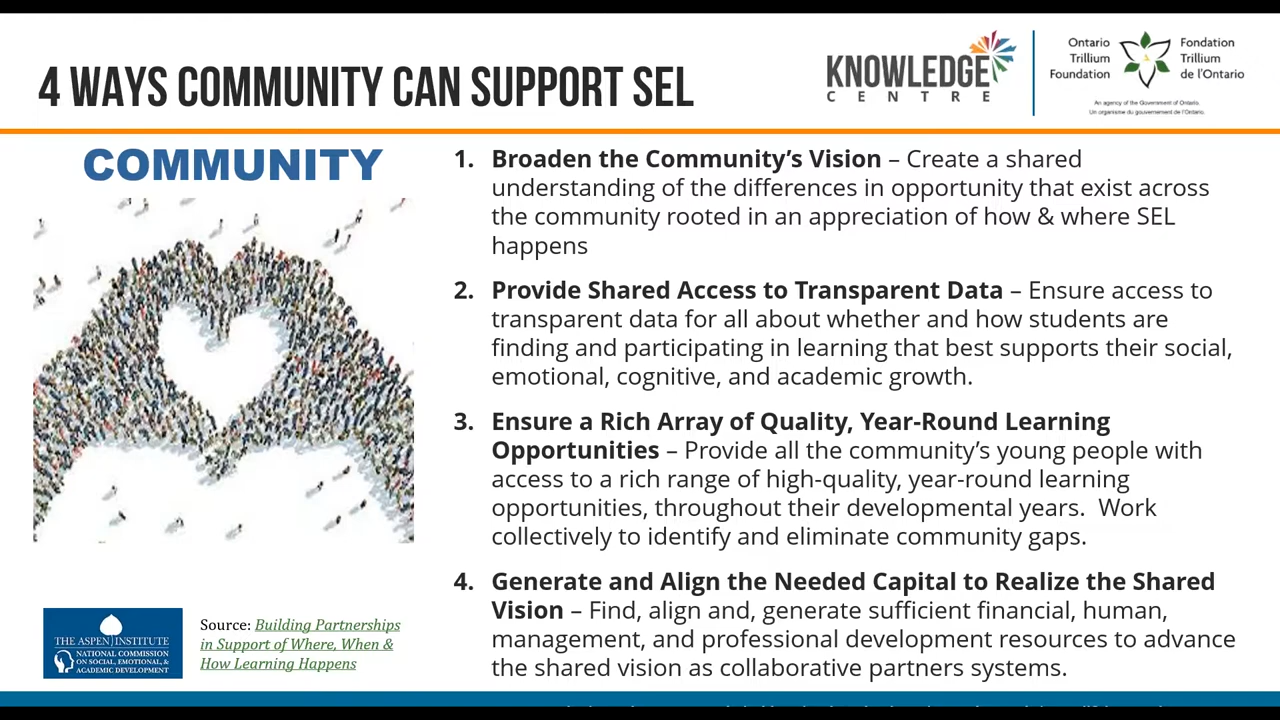 4 WAYS COMMUNITY CAN SUPPORT SEL
KNOWLEDGE
CENTRE
Ontario
Trillium
Foundation
Fondation
Trillium
de l'Ontario
An agency of the Government of Ontario.
Un organisme du gouvernement de l'Ontario.
COMMUNITY
1. Broaden the Community's Vision – Create a shared
understanding of the differences in opportunity that exist across
the community rooted in an appreciation of how & where SEL
happens
2. Provide Shared Access to Transparent Data – Ensure access to
transparent data for all about whether and how students are
finding and participating in learning that best supports their social,
emotional, cognitive, and academic growth.
3. Ensure a Rich Array of Quality, Year-Round Learning
Opportunities – Provide all the community's young people with
access to a rich range of high-quality, year-round learning
opportunities, throughout their developmental years.  Work
collectively to identify and eliminate community gaps.
4. Generate and Align the Needed Capital to Realize the Shared
Vision – Find, align and, generate sufficient financial, human,
management, and professional development resources to advance
the shared vision as collaborative partners systems.
THE ASPEN INSTITUTE
NATIONAL COMMISSION
ON SOCIAL, EMOTIONAL, &
ACADEMIC DEVELOPMENT
Source: Building Partnerships
in Support of Where, When &
How Learning Happens